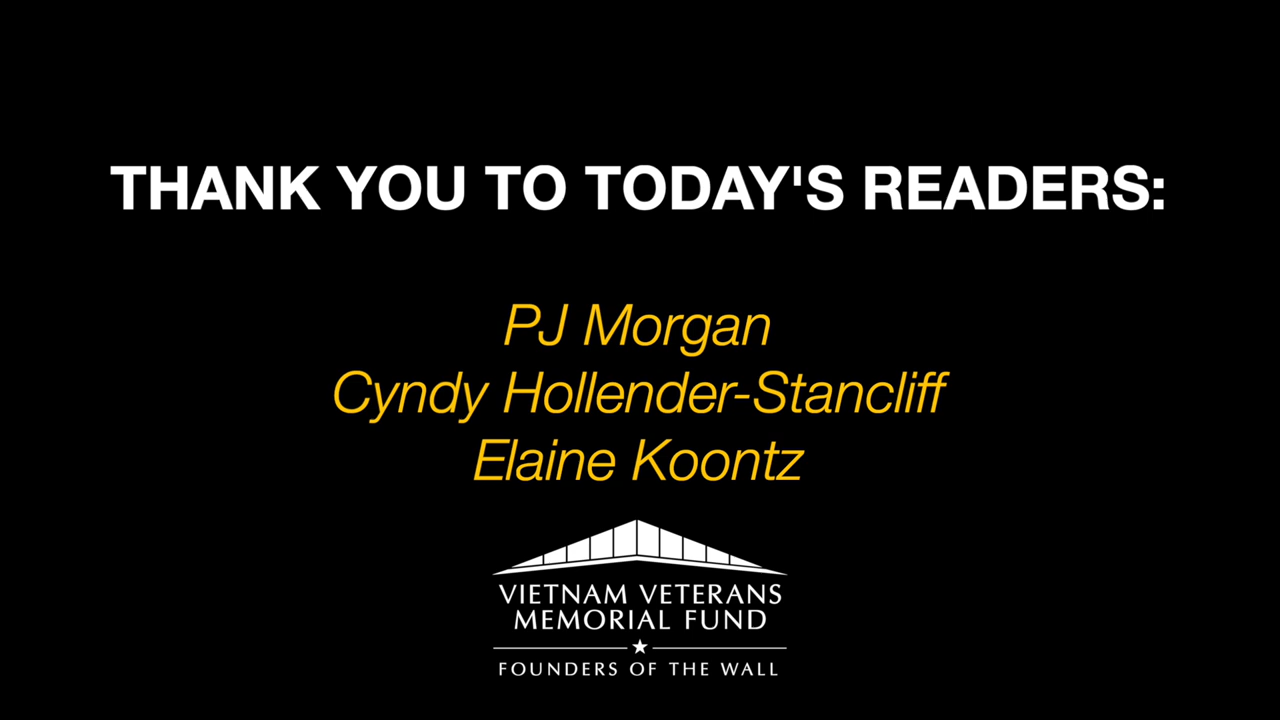 THANK YOU TO TODAY'S READERS:
PJ Morgan
Cyndy Hollender-Stancliff
Elaine Koontz
VIETNAM VETERANS
MEMORIAL FUND
FOUNDERS OF THE WALL